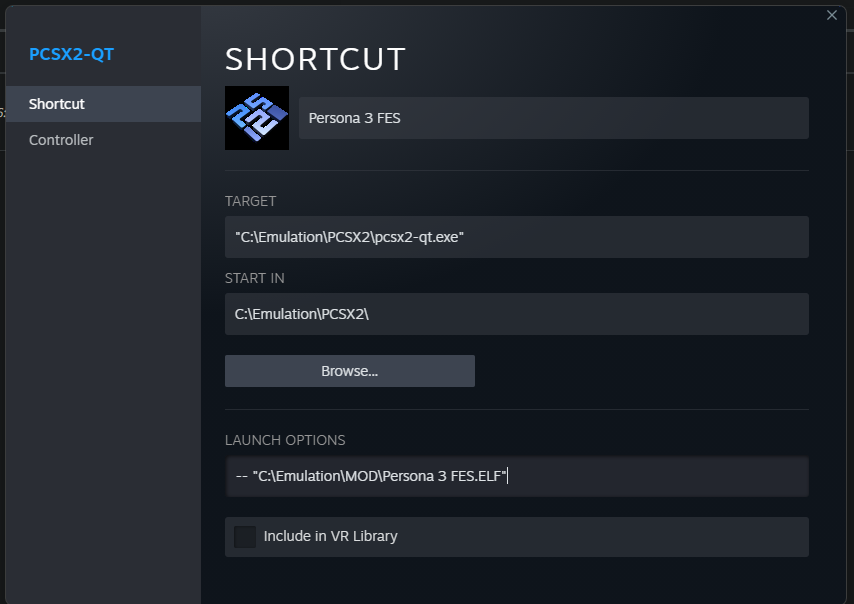 PCSX2-QT
Shortcut
Controller
SHORTCUT
Persona 3 FES
TARGET
"C:\Emulation\PCSX2\pcsx2-qt.exe"
START IN
C:\Emulation\PCSX2\
Browse...
LAUNCH OPTIONS
-- "C:\Emulation\MOD\Persona 3 FES.ELF"
Include in VR Library